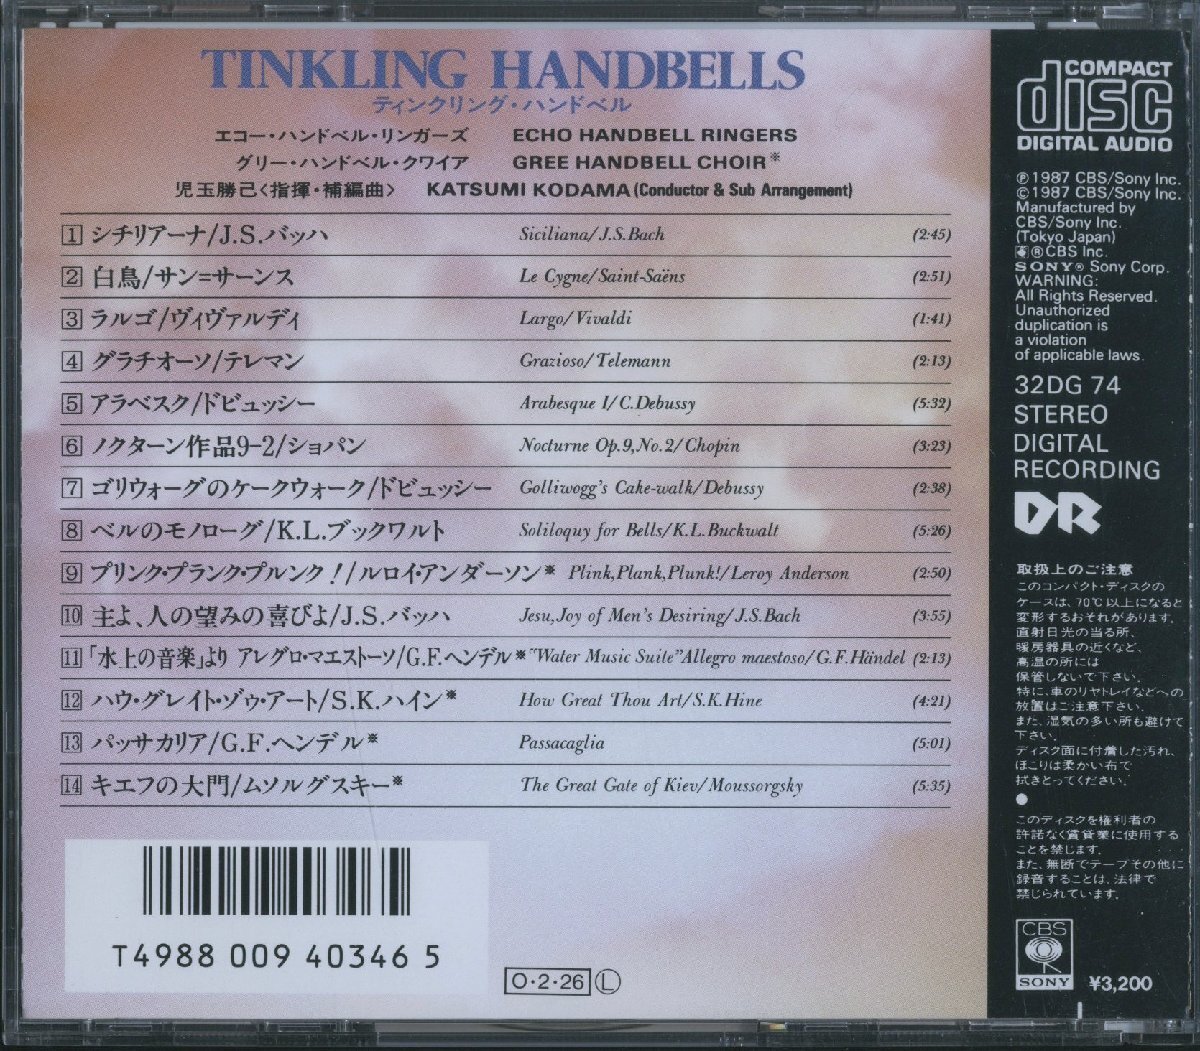 TINKLING HANDBELLS
ティンクリング・ハンドベル
エコー・ハンドベル・リンガーズ ECHO HANDBELL RINGERS
グリー・ハンドベル・クワイア GREE HANDBELL CHOIR※
児玉勝己〈指揮・補編曲〉 KATSUMI KODAMA (Conductor & Sub Arrangement)
1 シチリアーナ/J.S.バッハ Siciliana/J.S.Bach (2:45)
2 白鳥/サン=サーンス Le Cygne/Saint-Saëns (2:51)
3 ラルゴ/ヴィヴァルディ Largo/Vivaldi (1:41)
4 グラチオーソ/テレマン Grazioso/Telemann (2:13)
5 アラベスク/ドビュッシー Arabesque I/C.Debussy (5:32)
6 ノクターン作品9-2/ショパン Nocturne Op.9,No.2/Chopin (3:23)
7 ゴリウォーグのケークウォーク/ドビュッシー Golliwogg's Cake-walk/Debussy (2:38)
8 ベルのモノローグ/K.L.ブックワルト Soliloquy for Bells/K.L.Buckwalt (5:26)
9 プリンク・プランク・プルンク!/ルロイ・アンダーソン※ Plink,Plank,Plunk!/Leroy Anderson (2:50)
10 主よ、人の望みの喜びよ/J.S.バッハ Jesu,Joy of Men's Desiring/J.S.Bach (3:55)
11 「水上の音楽」より アレグロ・マエストーソ/G.F.ヘンデル※ "Water Music Suite"Allegro maestoso/G.F.Händel (2:13)
12 ハウ・グレイト・ゾゥ・アート/S.K.ハイン※ How Great Thou Art/S.K.Hine (4:21)
13 パッサカリア/G.F.ヘンデル※ Passacaglia (5:01)
14 キエフの大門/ムソルグスキー※ The Great Gate of Kiev/Moussorgsky (5:35)
T4988 009 40346 5
O・2・26 L
COMPACT
disc
DIGITAL AUDIO
℗1987 CBS/Sony Inc.
©1987 CBS/Sony Inc.
Manufactured by
CBS/Sony Inc.
(Tokyo Japan)
®CBS Inc.
SONY® Sony Corp.
WARNING:
All Rights Reserved.
Unauthorized
duplication is
a violation
of applicable laws.
32DG 74
STEREO
DIGITAL
RECORDING
DR
取扱上のご注意
このコンパクト・ディスクの
ケースは、70℃以上になると
変形するおそれがあります。
直射日光の当る所、
暖房器具の近くなど、
高温の所には
保管しないで下さい。
特に、車のリヤトレイなどへの
放置はご注意下さい。
また、湿気の多い所も避けて
下さい。
ディスク面に付着した汚れ、
ほこりは柔かい布で
拭きとってください。
●
このディスクを権利者の
許諾なく賃貸業に使用する
ことを禁じます。
また、無断でテープその他に
録音することは、法律で
禁じられています。
CBS
SONY
¥3,200